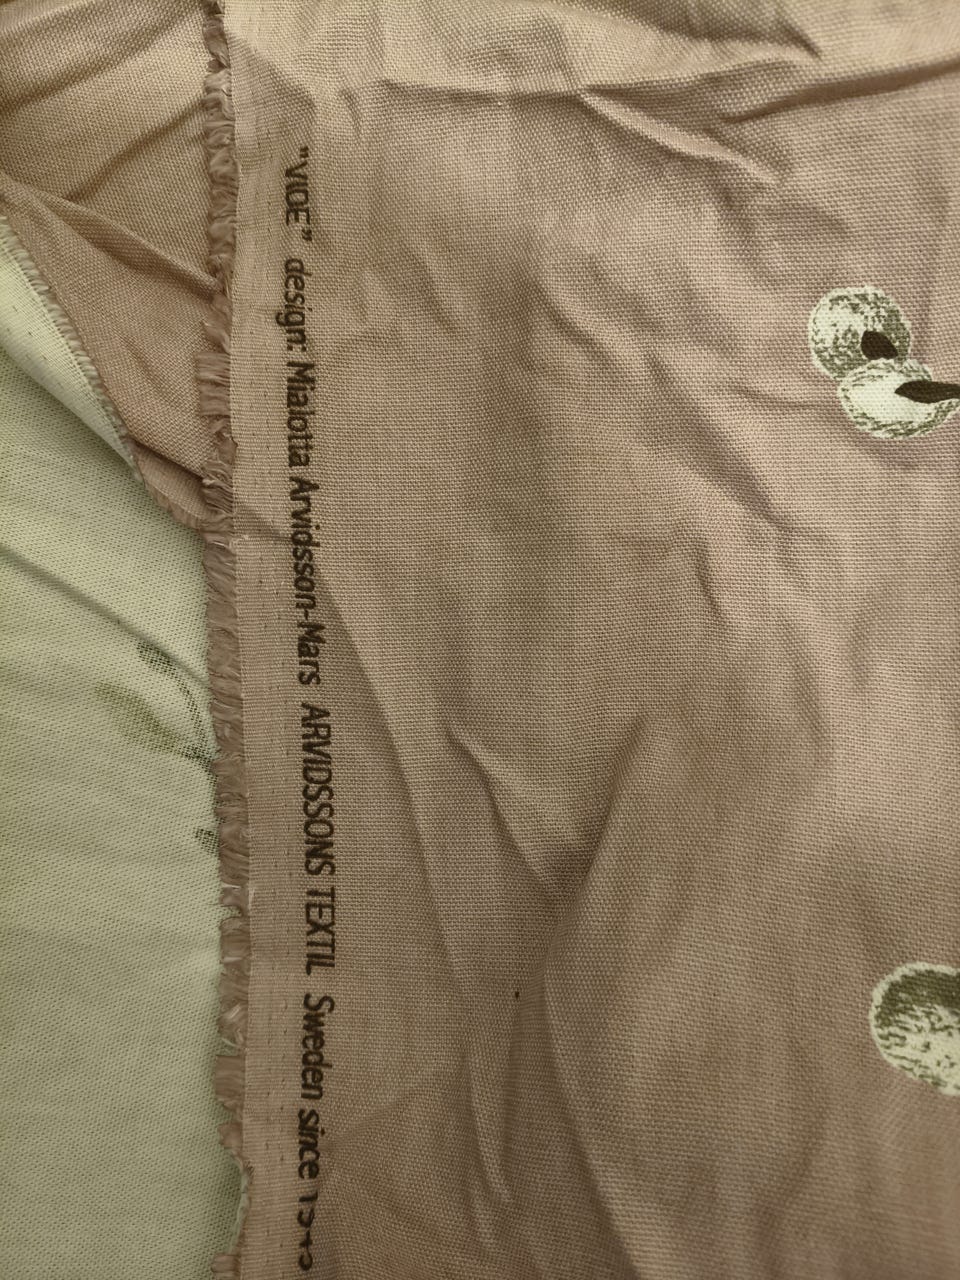 "VIDE" design: Mialotta Arvidsson-Mars ARVIDSSONS TEXTIL Sweden since